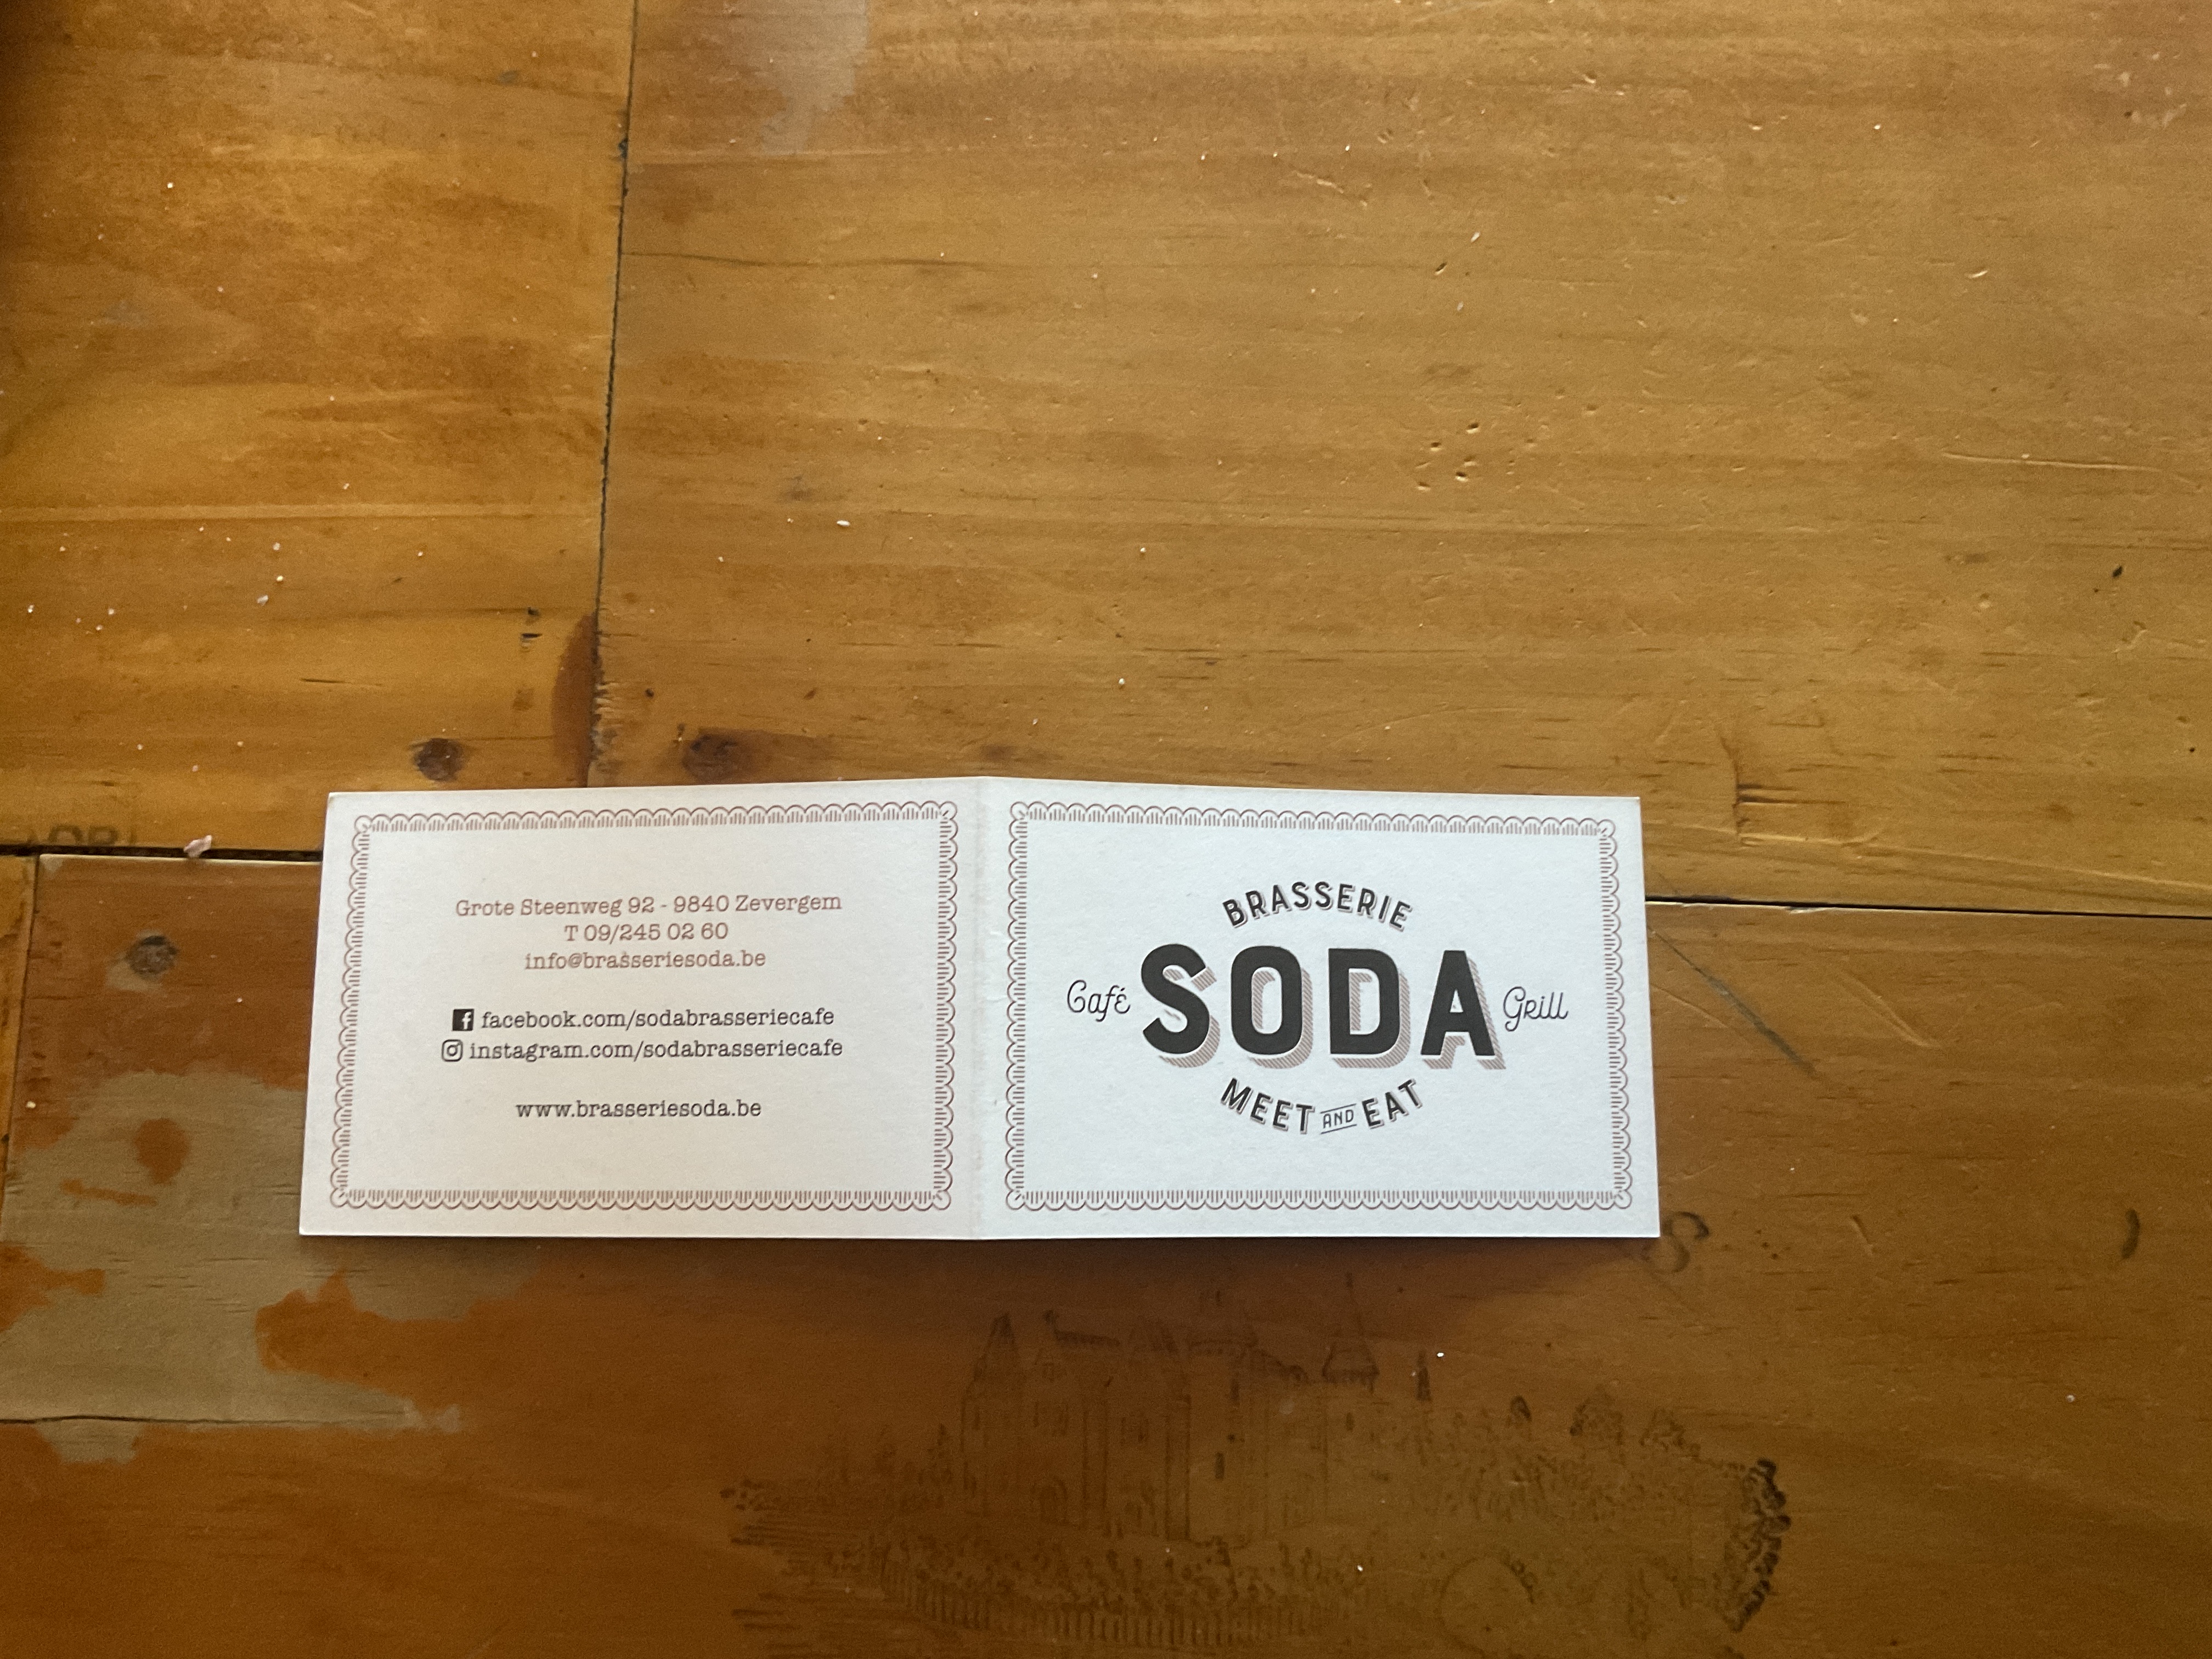 Grote Steenweg 92 - 9840 Zevergem
T 09/245 02 60
info@brasseriesoda.be
facebook.com/sodabrasseriecafe
instagram.com/sodabrasseriecafe
www.brasseriesoda.be
BRASSERIE
Café SODA Grill
MEET AND EAT